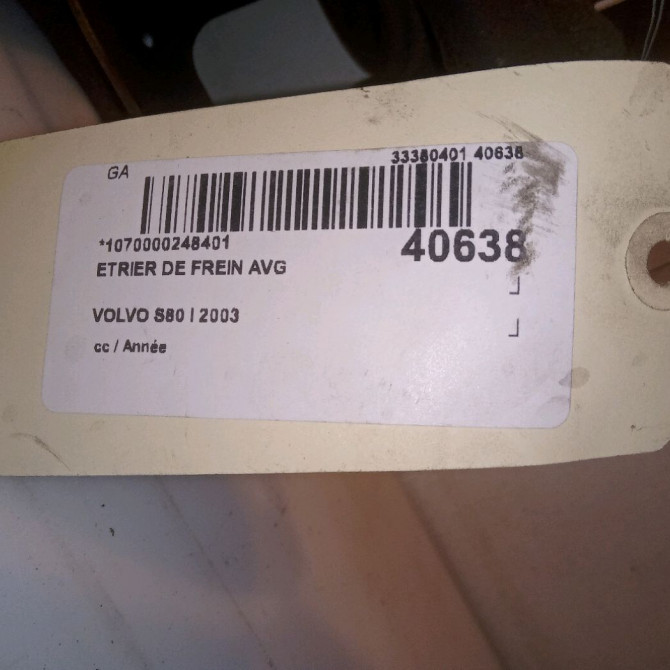 GA
33380401 40638
*1070000248401
40638
ETRIER DE FREIN AVG
VOLVO S80 I 2003
cc / Année